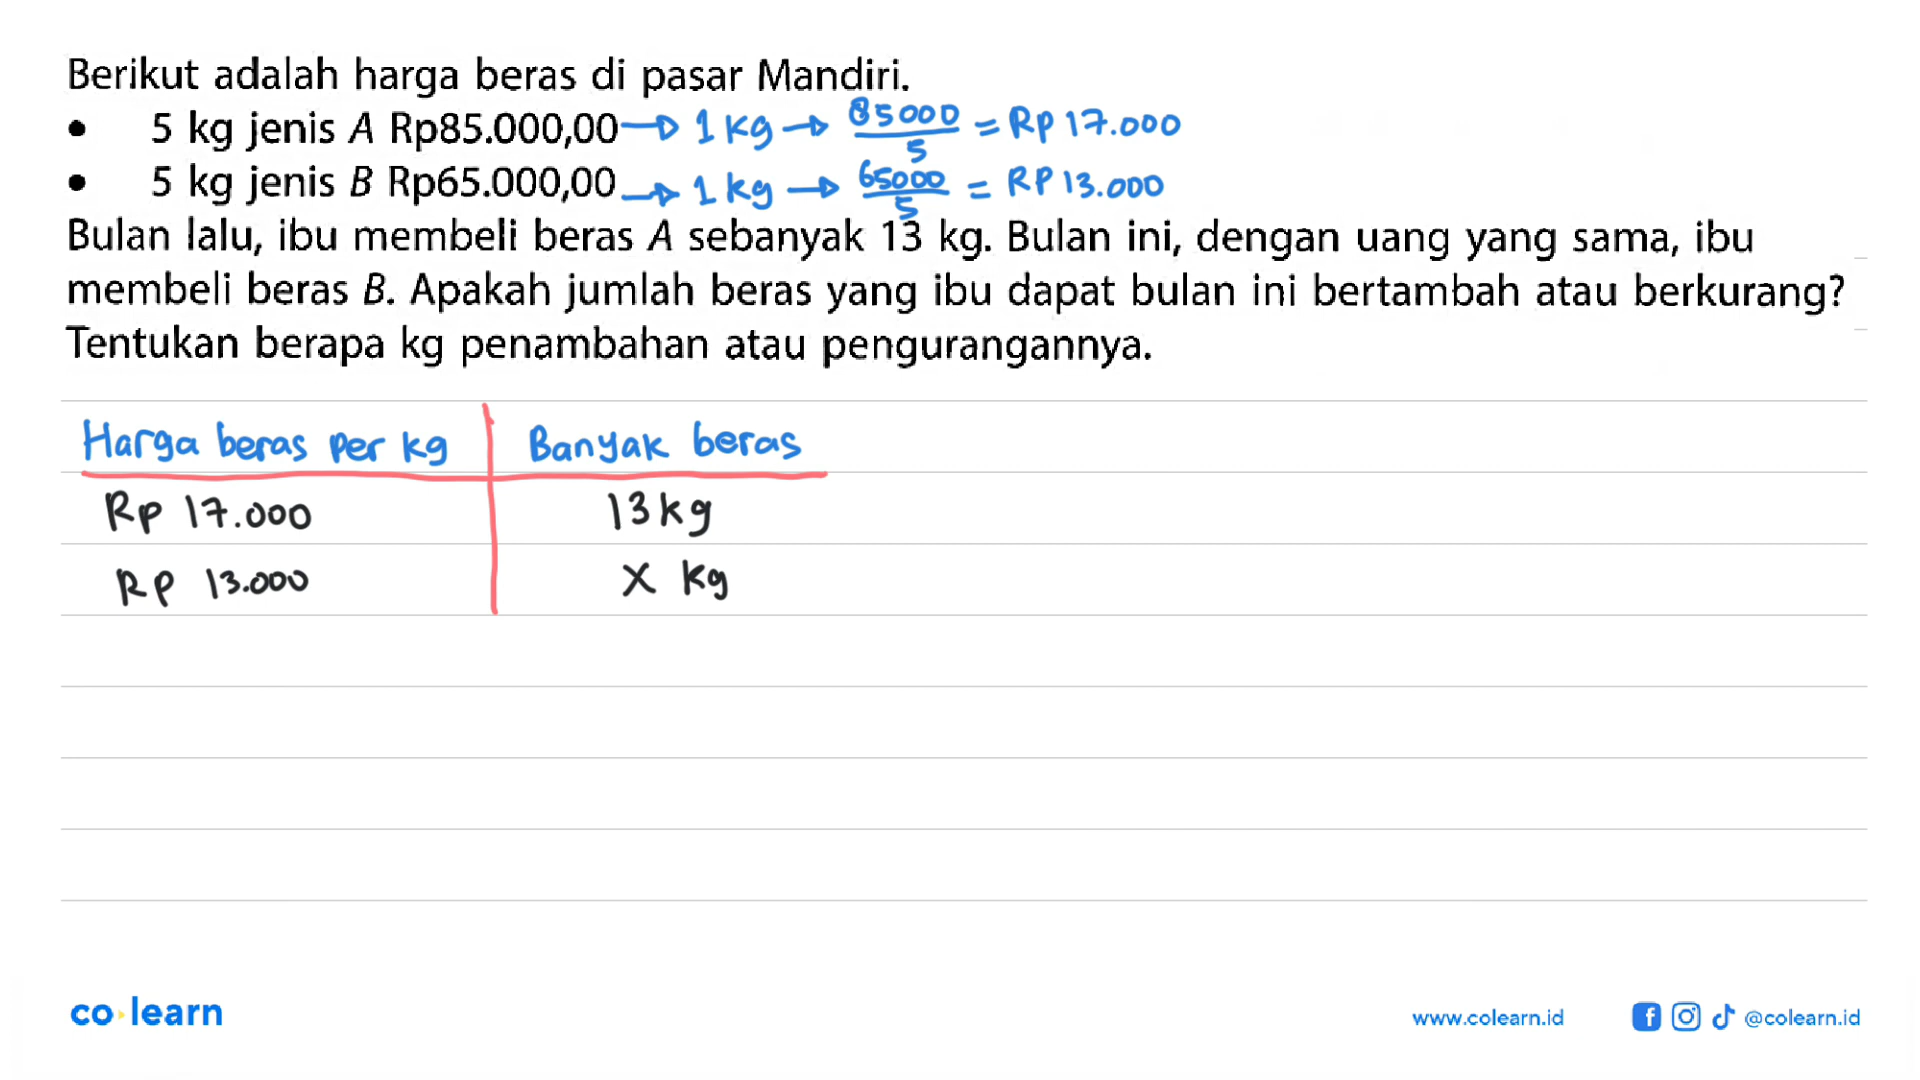 Berikut adalah harga beras di pasar Mandiri.
• 5 kg jenis A Rp85.000,00 → 1 kg → 85000/5 = Rp 17.000
• 5 kg jenis B Rp65.000,00 → 1 kg → 65000/5 = RP 13.000
Bulan lalu, ibu membeli beras A sebanyak 13 kg. Bulan ini, dengan uang yang sama, ibu
membeli beras B. Apakah jumlah beras yang ibu dapat bulan ini bertambah atau berkurang?
Tentukan berapa kg penambahan atau pengurangannya.
Harga beras per kg | Banyak beras
Rp 17.000 | 13 kg
Rp 13.000 | x kg
co learn
www.colearn.id
@colearn.id